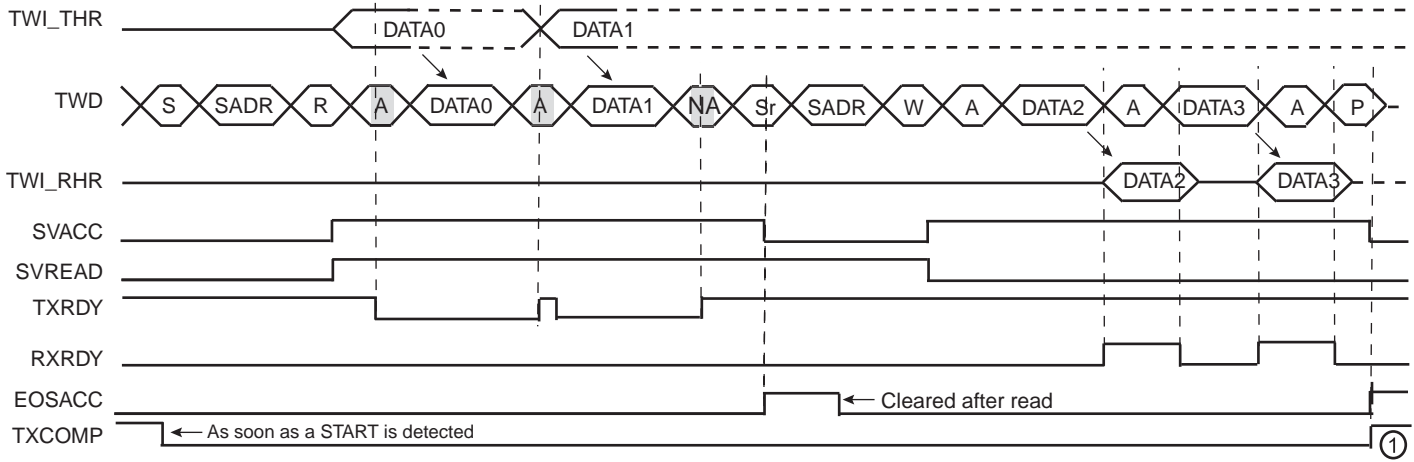 TWI_THR DATA0 DATA1
TWD S SADR R A DATA0 A DATA1 NA Sr SADR W A DATA2 A DATA3 A P
TWI_RHR DATA2 DATA3
SVACC
SVREAD
TXRDY
RXRDY
EOSACC Cleared after read
TXCOMP As soon as a START is detected 1